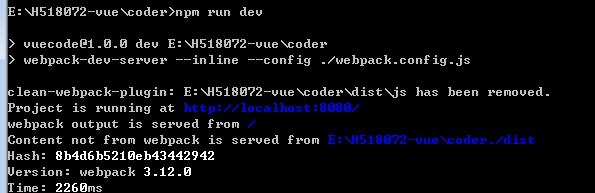 E:\H518072-vue\coder>npm run dev
> vuecode@1.0.0 dev E:\H518072-vue\coder
> webpack-dev-server --inline --config ./webpack.config.js
clean-webpack-plugin: E:\H518072-vue\coder\dist\js has been removed.
Project is running at http://localhost:8080/
webpack output is served from /
Content not from webpack is served from E:\H518072-vue\coder./dist
Hash: 8b4d6b5210eb43442942
Version: webpack 3.12.0
Time: 2260ms